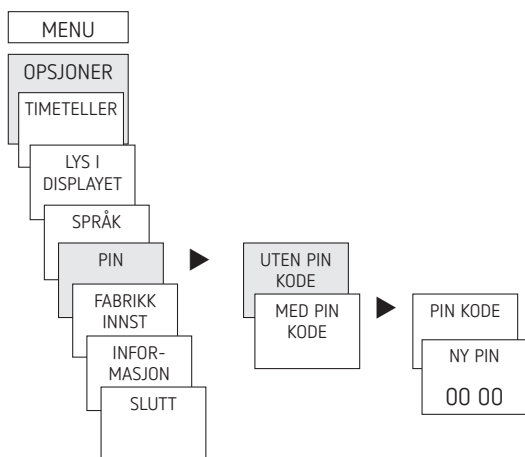 MENU
OPSJONER
TIMETELLER
LYS I
DISPLAYET
SPRÅK
PIN
FABRIKK
INNST
INFOR-
MASJON
SLUTT
UTEN PIN
KODE
MED PIN
KODE
PIN KODE
NY PIN
00 00